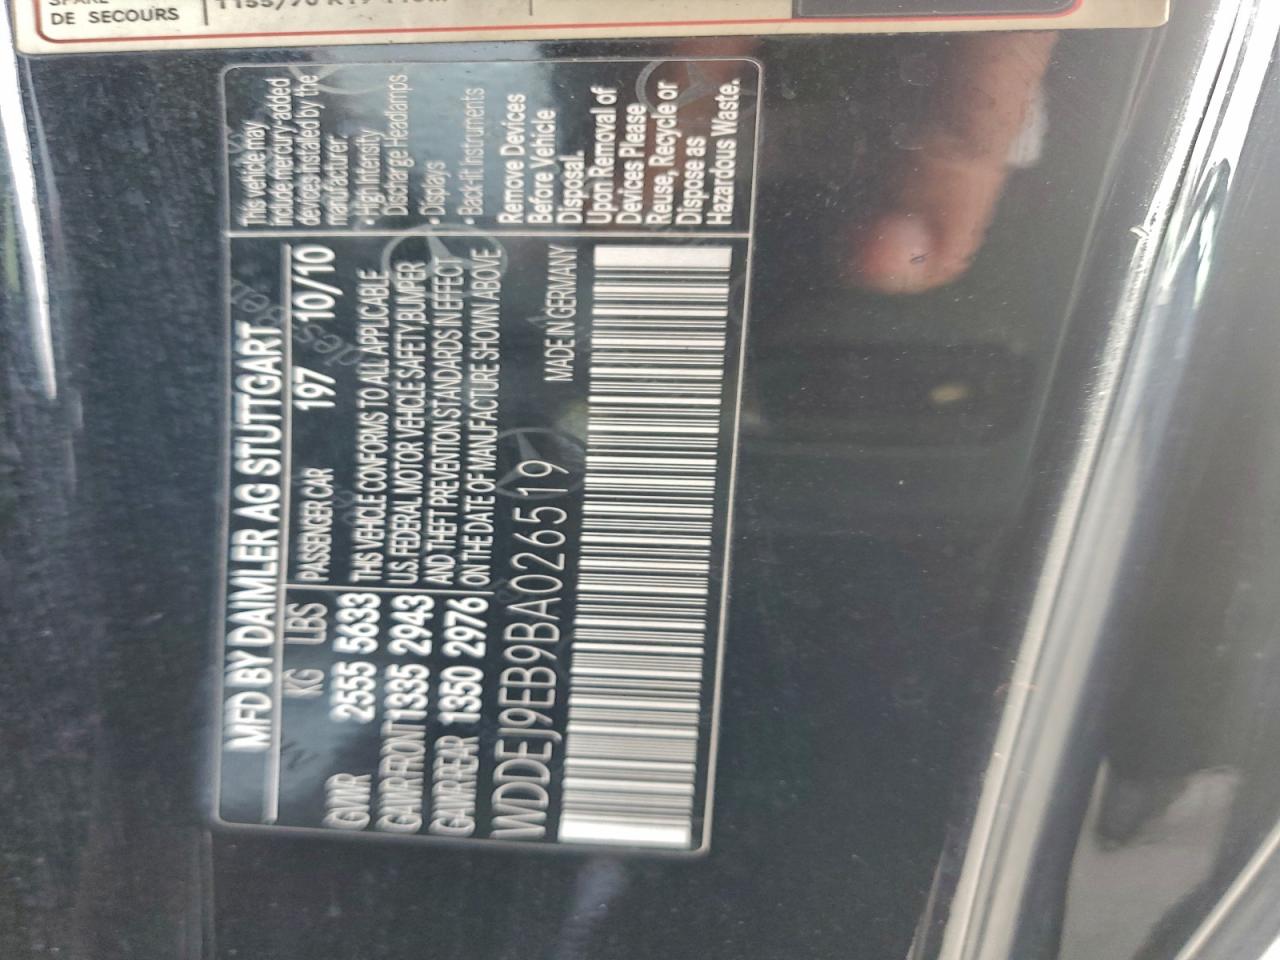 DE SECOURS
MFD BY DAIMLER AG STUTTGART
KG LBS PASSENGER CAR 197 10/10
GVWR 2555 5633 THIS VEHICLE CONFORMS TO ALL APPLICABLE
GAWR FRONT 1335 2943 U.S. FEDERAL MOTOR VEHICLE SAFETY,BUMPER
GAWR REAR 1350 2976 AND THEFT PREVENTION STANDARDS IN EFFECT
ON THE DATE OF MANUFACTURE SHOWN ABOVE
WDDEJ9EB9BA026519
MADE IN GERMANY
This vehicle may
include mercury-added
devices installed by the
manufacturer
• High Intensity
Discharge Headlamps
• Displays
• Back-lit Instruments
Remove Devices
Before Vehicle
Disposal.
Upon Removal of
Devices Please
Reuse, Recycle or
Dispose as
Hazardous Waste.